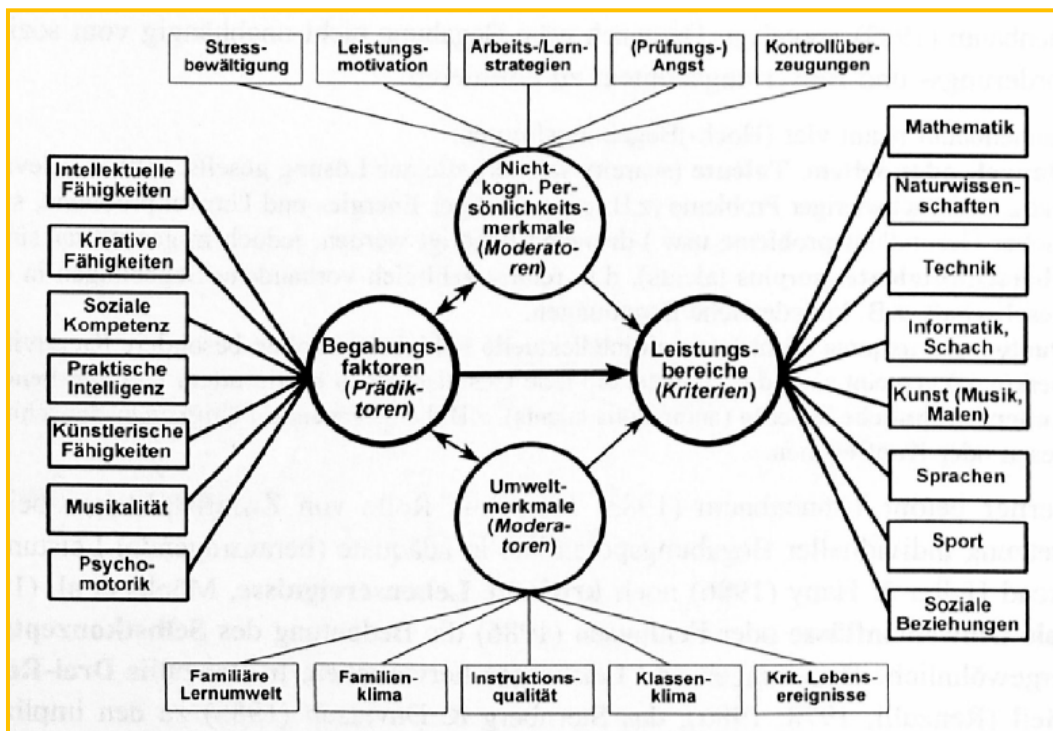 Stress-
bewältigung
Leistungs-
motivation
Arbeits-/Lern-
strategien
(Prüfungs-)
Angst
Kontrollüber-
zeugungen
Intellektuelle
Fähigkeiten
Kreative
Fähigkeiten
Soziale
Kompetenz
Praktische
Intelligenz
Künstlerische
Fähigkeiten
Musikalität
Psycho-
motorik
Nicht-
kogn. Per-
sönlichkeits-
merkmale
(Moderato-
ren)
Begabungs-
faktoren
(Prädik-
toren)
Leistungs-
bereiche
(Kriterien)
Umwelt-
merkmale
(Modera-
toren)
Mathematik
Naturwissen-
schaften
Technik
Informatik,
Schach
Kunst (Musik,
Malen)
Sprachen
Sport
Soziale
Beziehungen
Familiäre
Lernumwelt
Familien-
klima
Instruktions-
qualität
Klassen-
klima
Krit. Lebens-
ereignisse